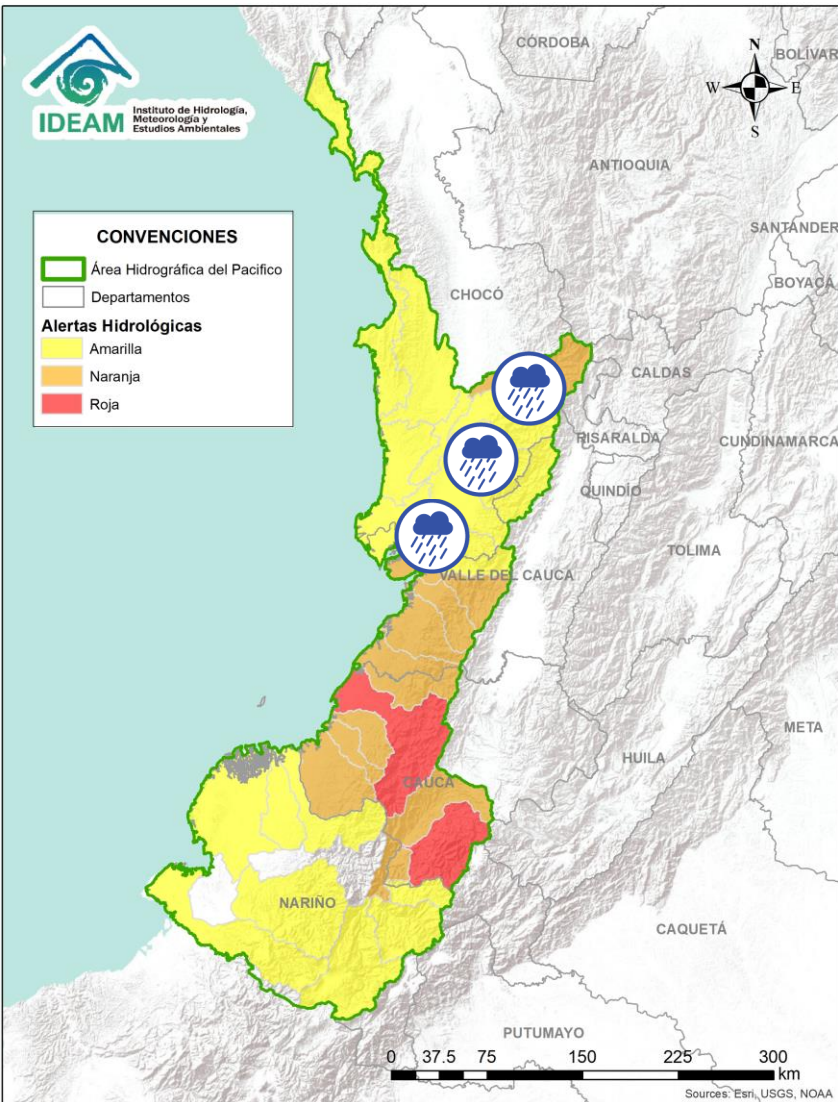 IDEAM
Instituto de Hidrología,
Meteorología y
Estudios Ambientales
CONVENCIONES
Área Hidrográfica del Pacifico
Departamentos
Alertas Hidrológicas
Amarilla
Naranja
Roja
N
W E
S
CÓRDOBA
BOLÍVAR
ANTIOQUIA
SANTANDER
BOYACÁ
CHOCÓ
CALDAS
RISARALDA
CUNDINAMARCA
QUINDÍO
TOLIMA
VALLE DEL CAUCA
META
HUILA
CAUCA
NARIÑO
CAQUETÁ
PUTUMAYO
0 37.5 75 150 225 300
km
Sources: Esri, USGS, NOAA